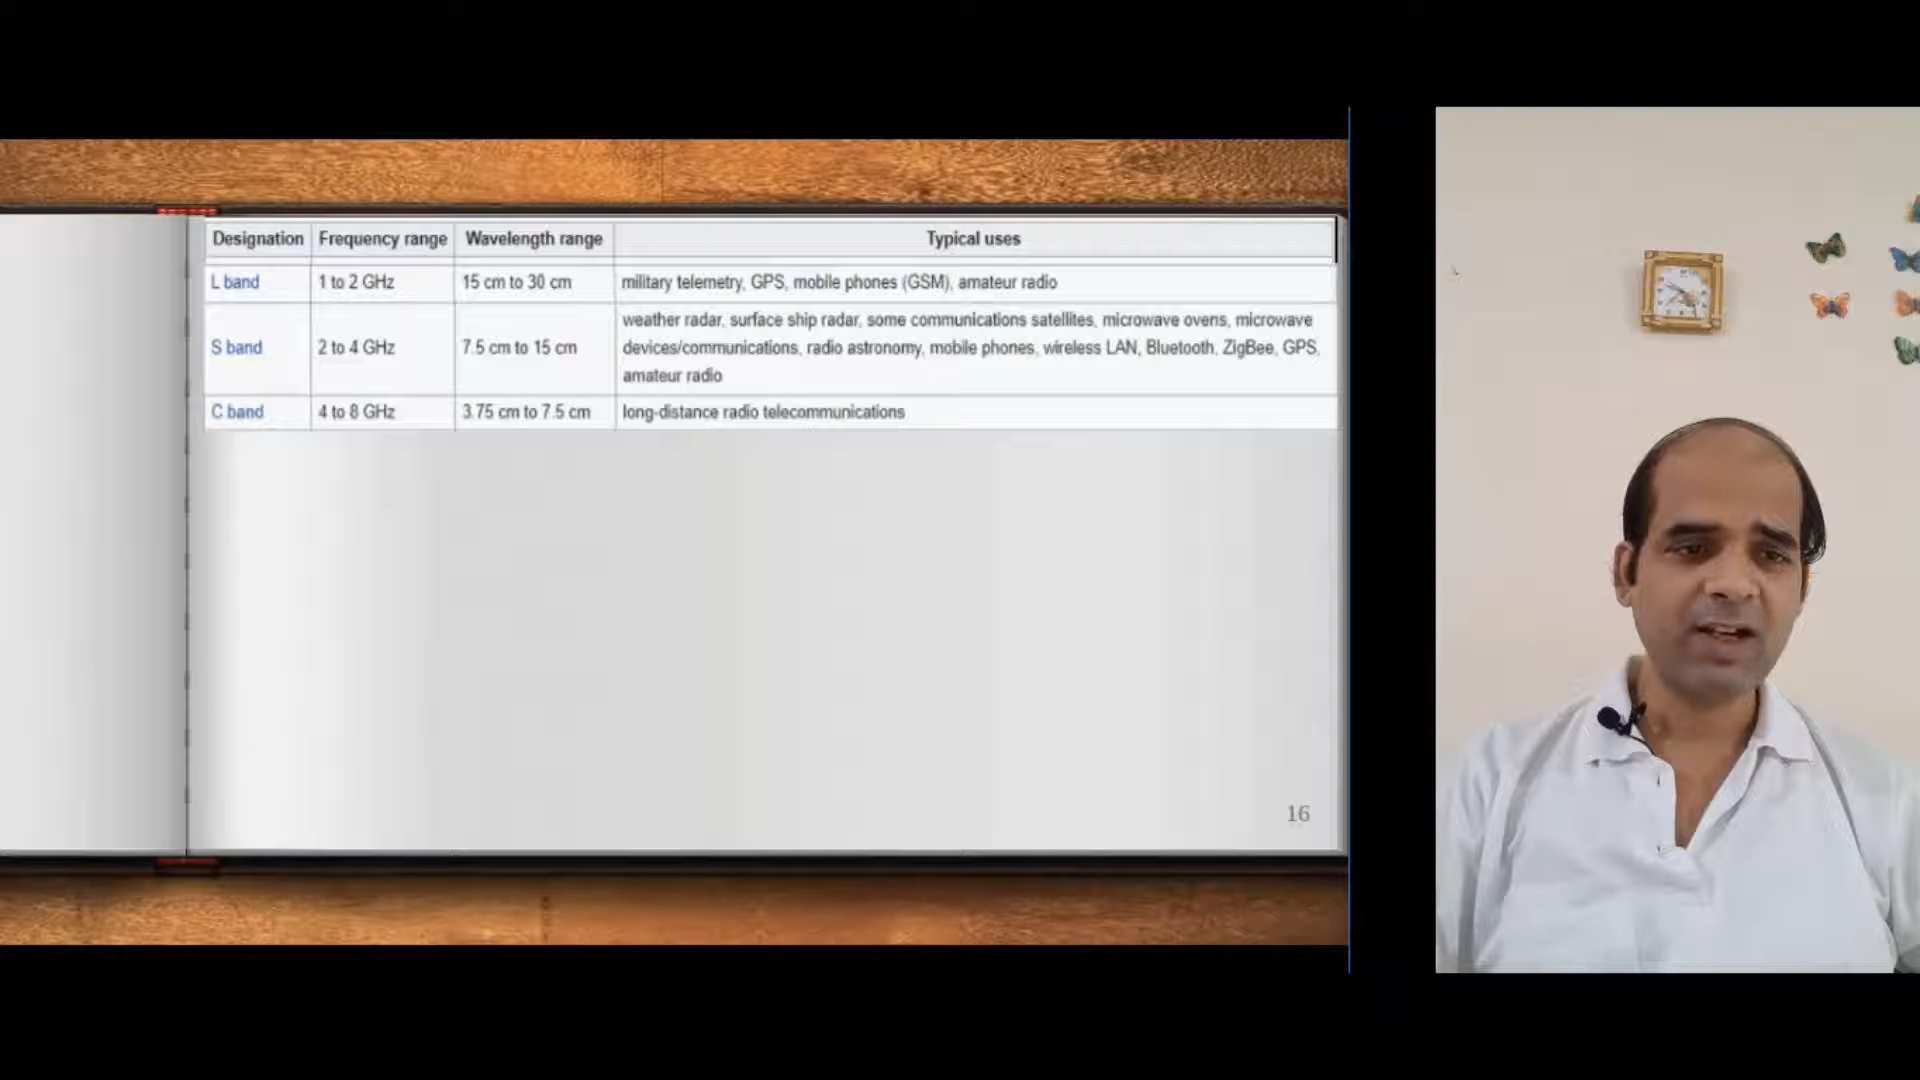 Designation Frequency range Wavelength range Typical uses
L band 1 to 2 GHz 15 cm to 30 cm military telemetry, GPS, mobile phones (GSM), amateur radio
weather radar, surface ship radar, some communications satellites, microwave ovens, microwave
S band 2 to 4 GHz 7.5 cm to 15 cm devices/communications, radio astronomy, mobile phones, wireless LAN, Bluetooth, ZigBee, GPS,
amateur radio
C band 4 to 8 GHz 3.75 cm to 7.5 cm long-distance radio telecommunications
16